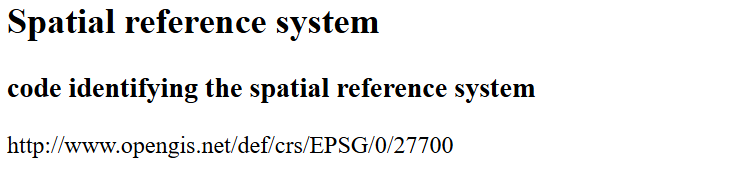 Spatial reference system
code identifying the spatial reference system
http://www.opengis.net/def/crs/EPSG/0/27700